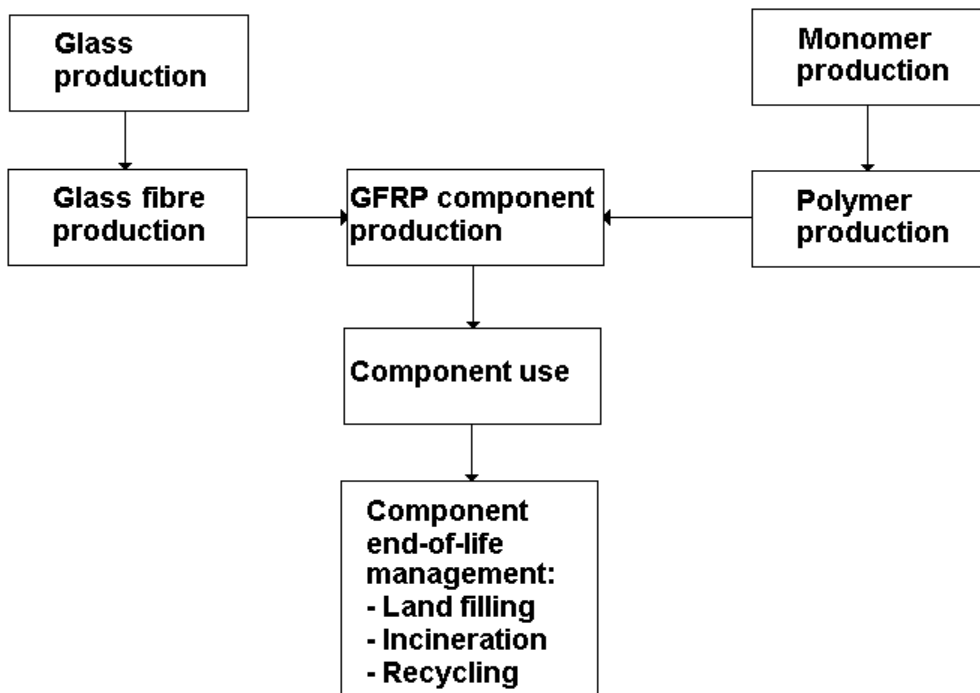 Glass
production
Monomer
production
Glass fibre
production
GFRP component
production
Polymer
production
Component use
Component
end-of-life
management:
- Land filling
- Incineration
- Recycling